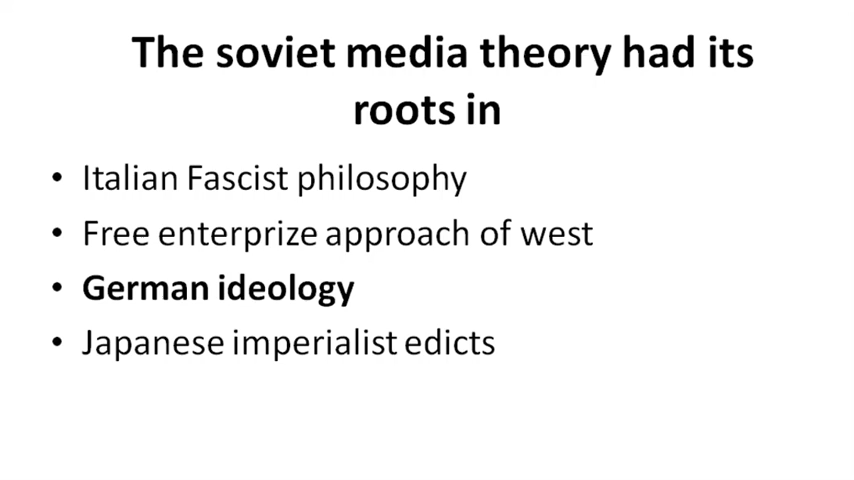 The soviet media theory had its
roots in
• Italian Fascist philosophy
• Free enterprize approach of west
• German ideology
• Japanese imperialist edicts